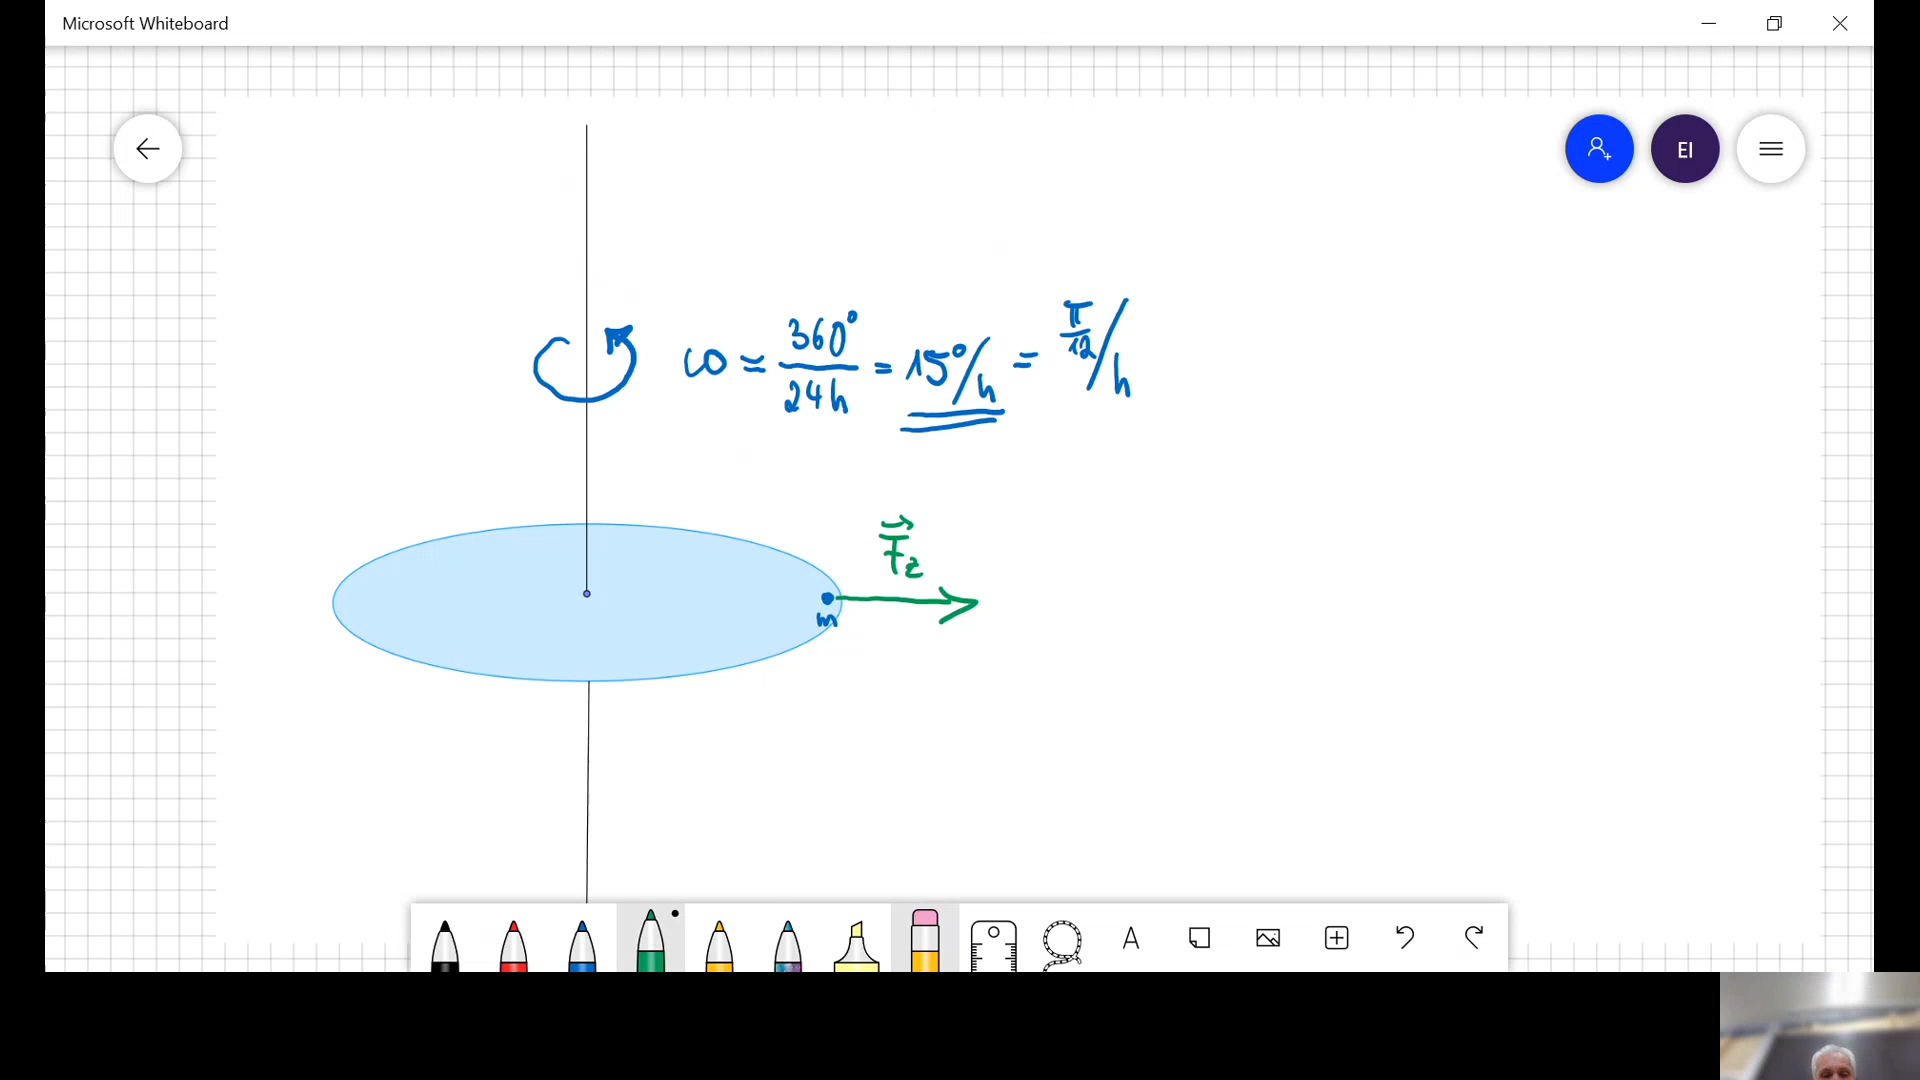 Microsoft Whiteboard
EI
ω ≈ 360°/24h = 15°/h = π/12/h
F⃗z
m